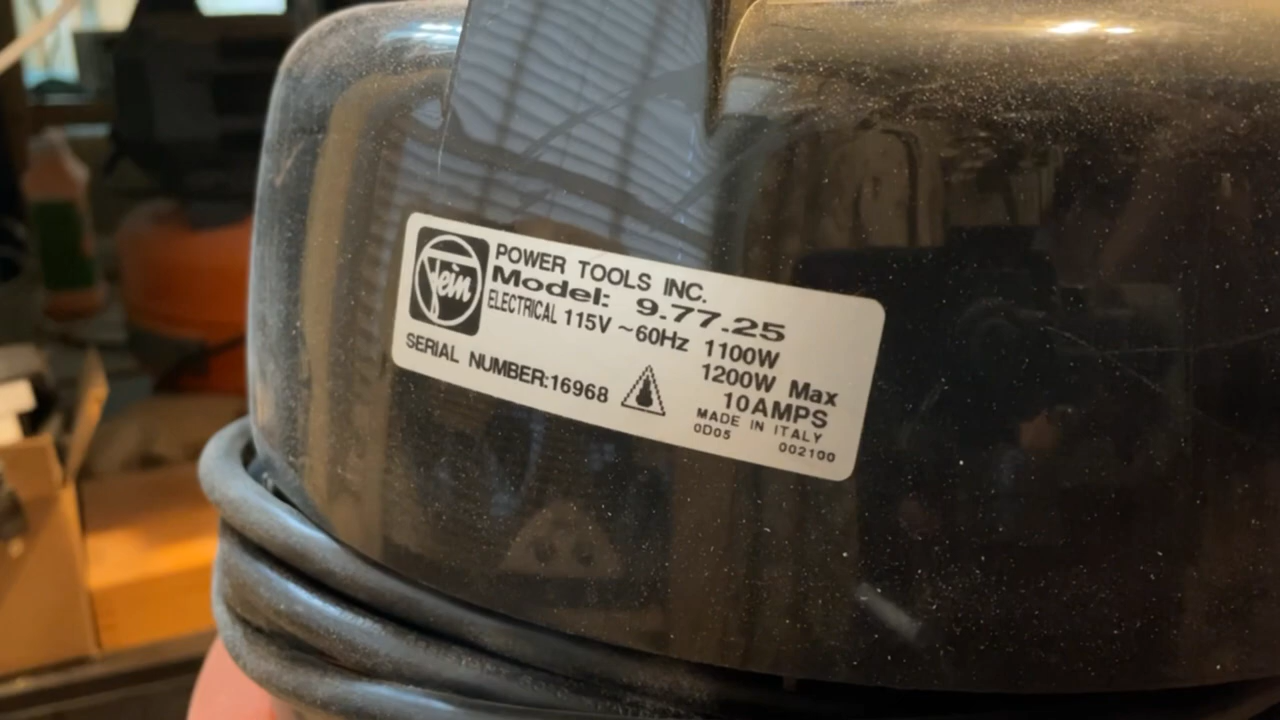 Fein
POWER TOOLS INC.
Model: 9.77.25
ELECTRICAL 115V ~60Hz 1100W
1200W Max
SERIAL NUMBER:16968
10AMPS
MADE IN ITALY
0D05 002100